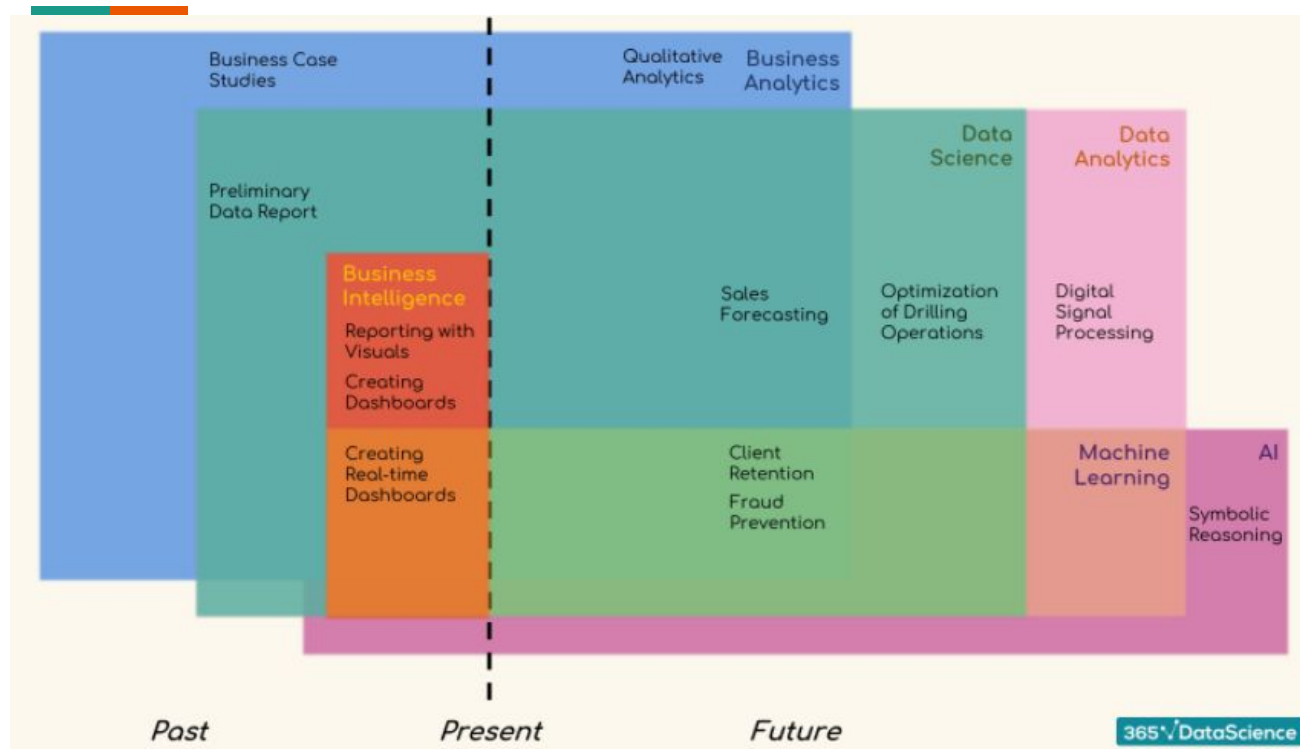 Business Case
Studies
Qualitative
Analytics
Business
Analytics
Data
Science
Data
Analytics
Preliminary
Data Report
Business
Intelligence
Reporting with
Visuals
Creating
Dashboards
Sales
Forecasting
Optimization
of Drilling
Operations
Digital
Signal
Processing
Creating
Real-time
Dashboards
Client
Retention
Fraud
Prevention
Machine
Learning
AI
Symbolic
Reasoning
Past
Present
Future
365 DataScience